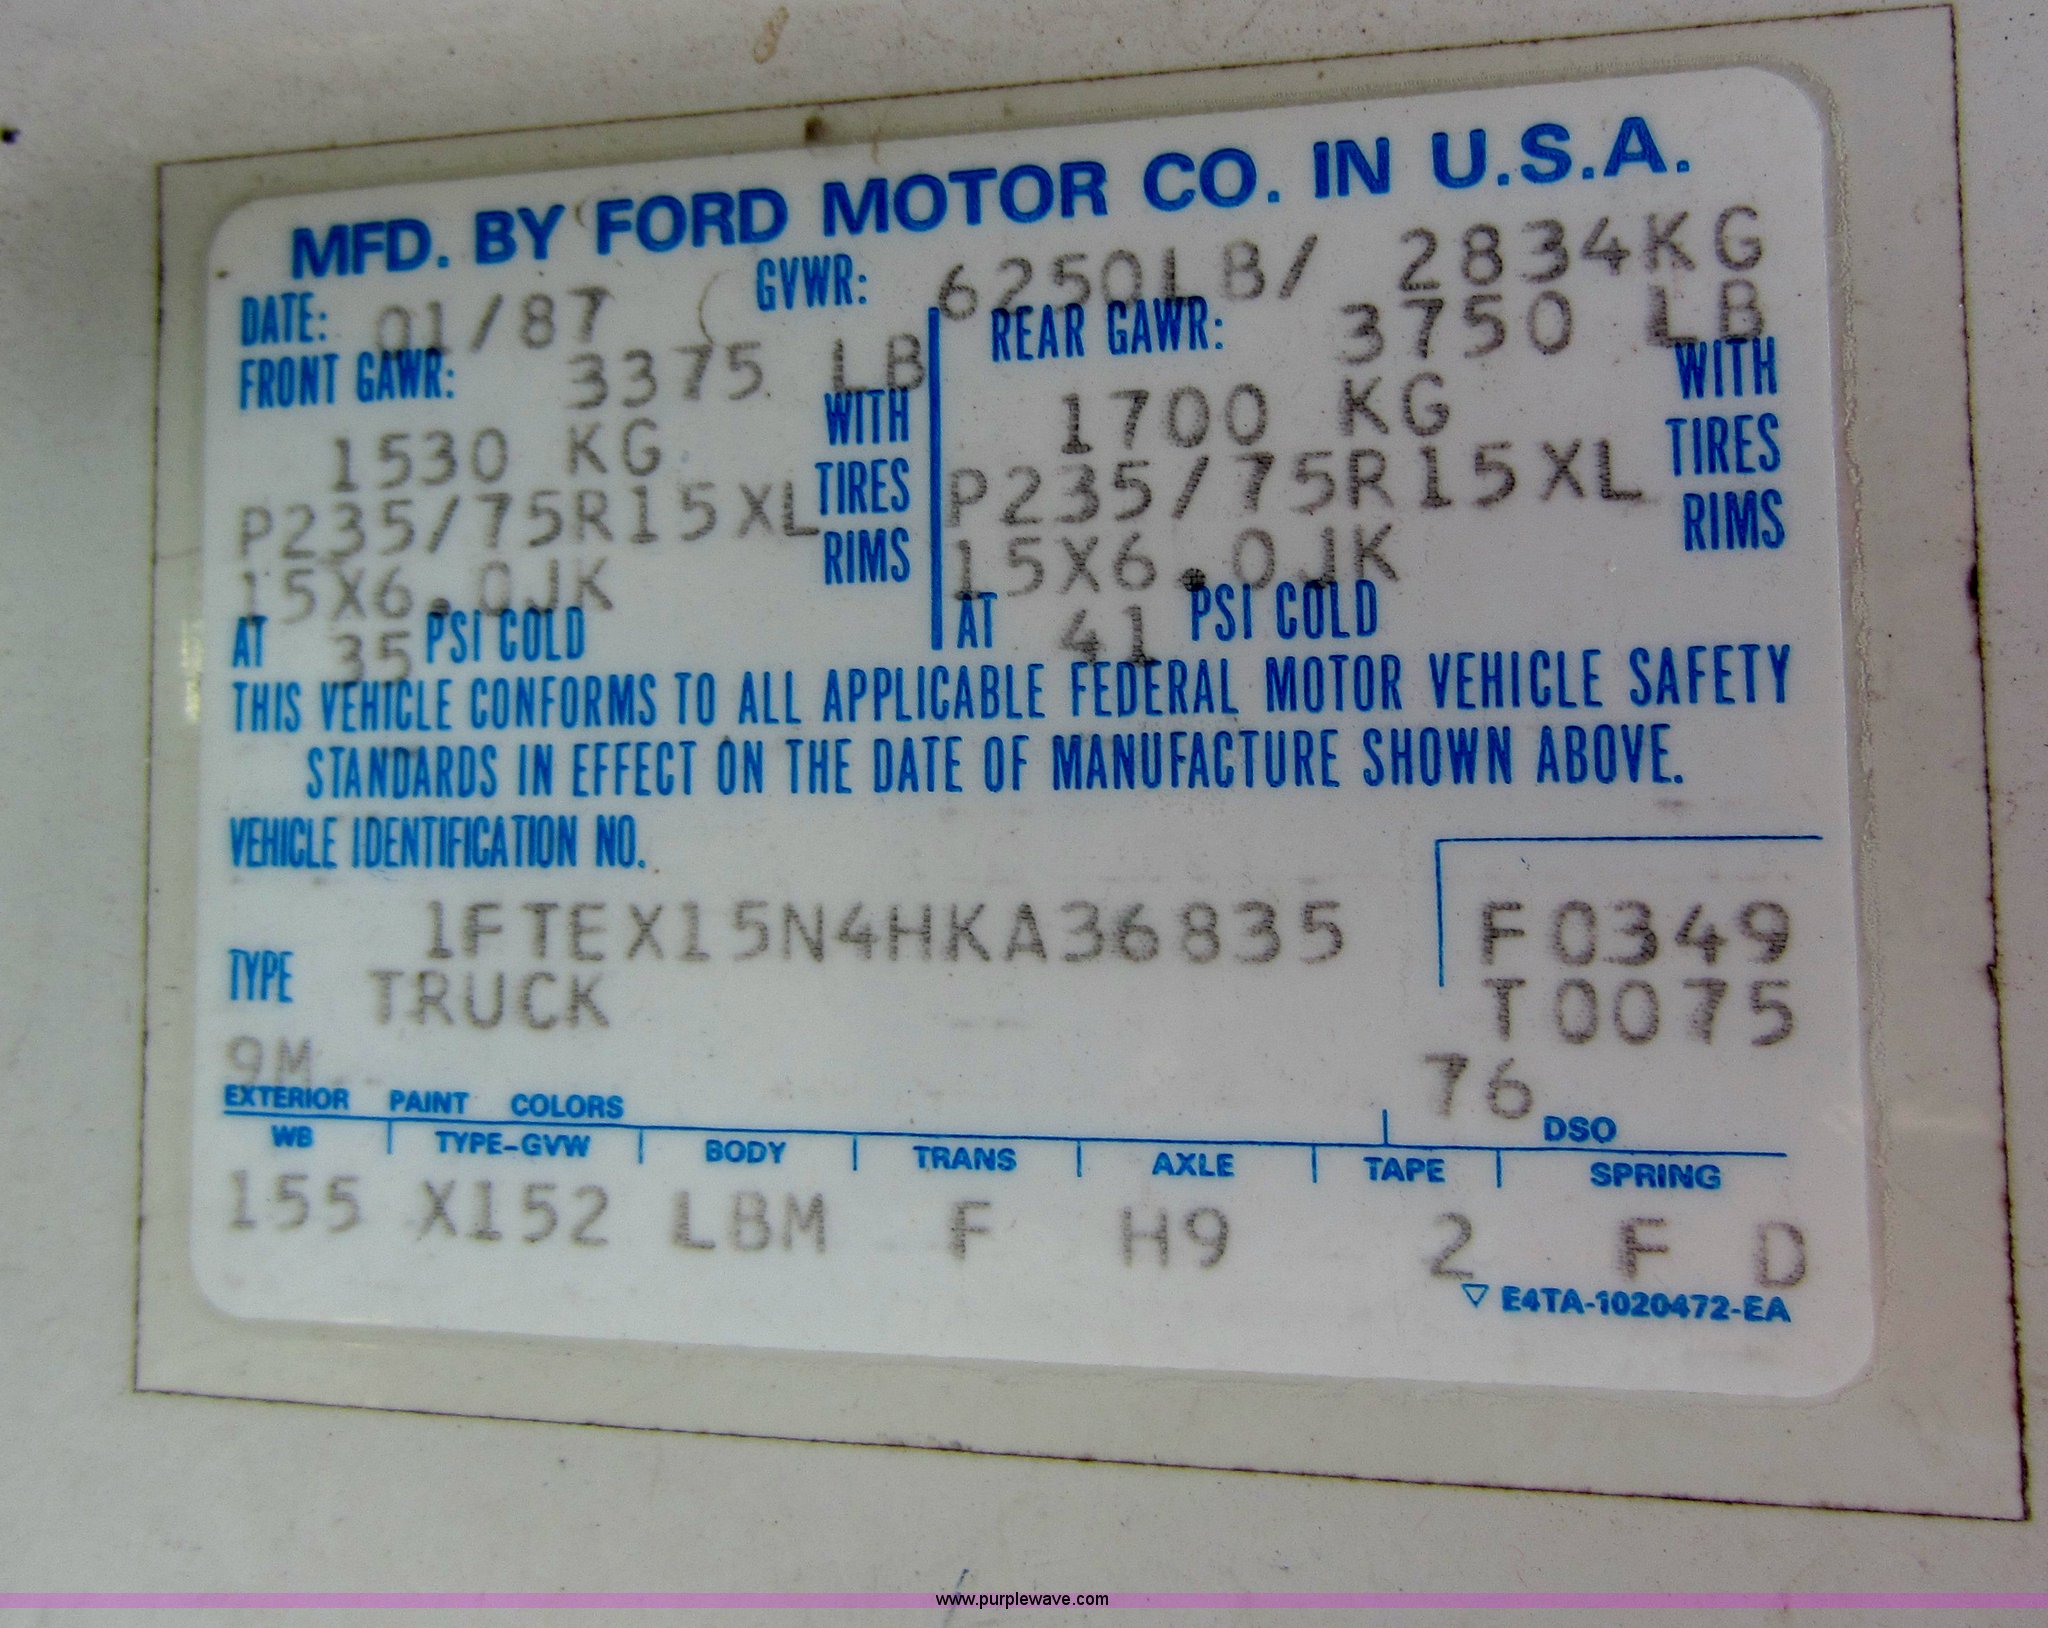 MFD. BY FORD MOTOR CO. IN U.S.A.
DATE: 01/87 GVWR: 6250LB/ 2834KG
FRONT GAWR: 3375 LB REAR GAWR: 3750 LB
1530 KG WITH 1700 KG WITH
P235/75R15XL TIRES P235/75R15XL TIRES
15X6.0JK RIMS 15X6.0JK RIMS
AT 35 PSI COLD AT 41 PSI COLD
THIS VEHICLE CONFORMS TO ALL APPLICABLE FEDERAL MOTOR VEHICLE SAFETY
STANDARDS IN EFFECT ON THE DATE OF MANUFACTURE SHOWN ABOVE.
VEHICLE IDENTIFICATION NO.
1FTEX15N4HKA36835 F0349
TYPE TRUCK T0075
9M 76
EXTERIOR PAINT COLORS DSO
WB TYPE-GVW BODY TRANS AXLE TAPE SPRING
155 X152 LBM F H9 2 F D
E4TA-1020472-EA
www.purplewave.com